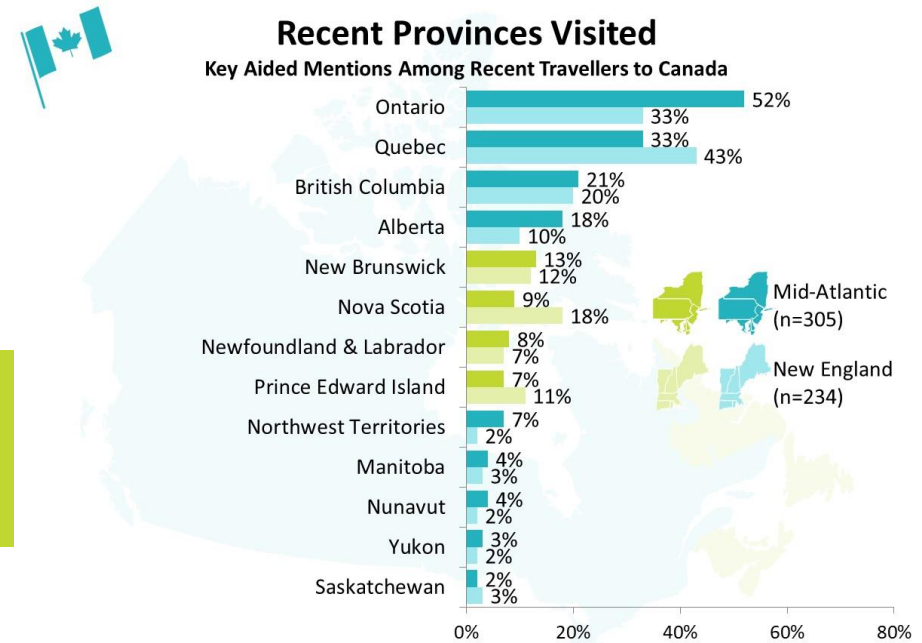 Recent Provinces Visited
Key Aided Mentions Among Recent Travellers to Canada
Ontario
52%
33%
Quebec
33%
43%
British Columbia
21%
20%
Alberta
18%
10%
New Brunswick
13%
12%
Nova Scotia
9%
18%
Newfoundland & Labrador
8%
7%
Prince Edward Island
7%
11%
Northwest Territories
7%
2%
Manitoba
4%
3%
Nunavut
4%
2%
Yukon
3%
2%
Saskatchewan
2%
3%
Mid-Atlantic
(n=305)
New England
(n=234)
0% 20% 40% 60% 80%